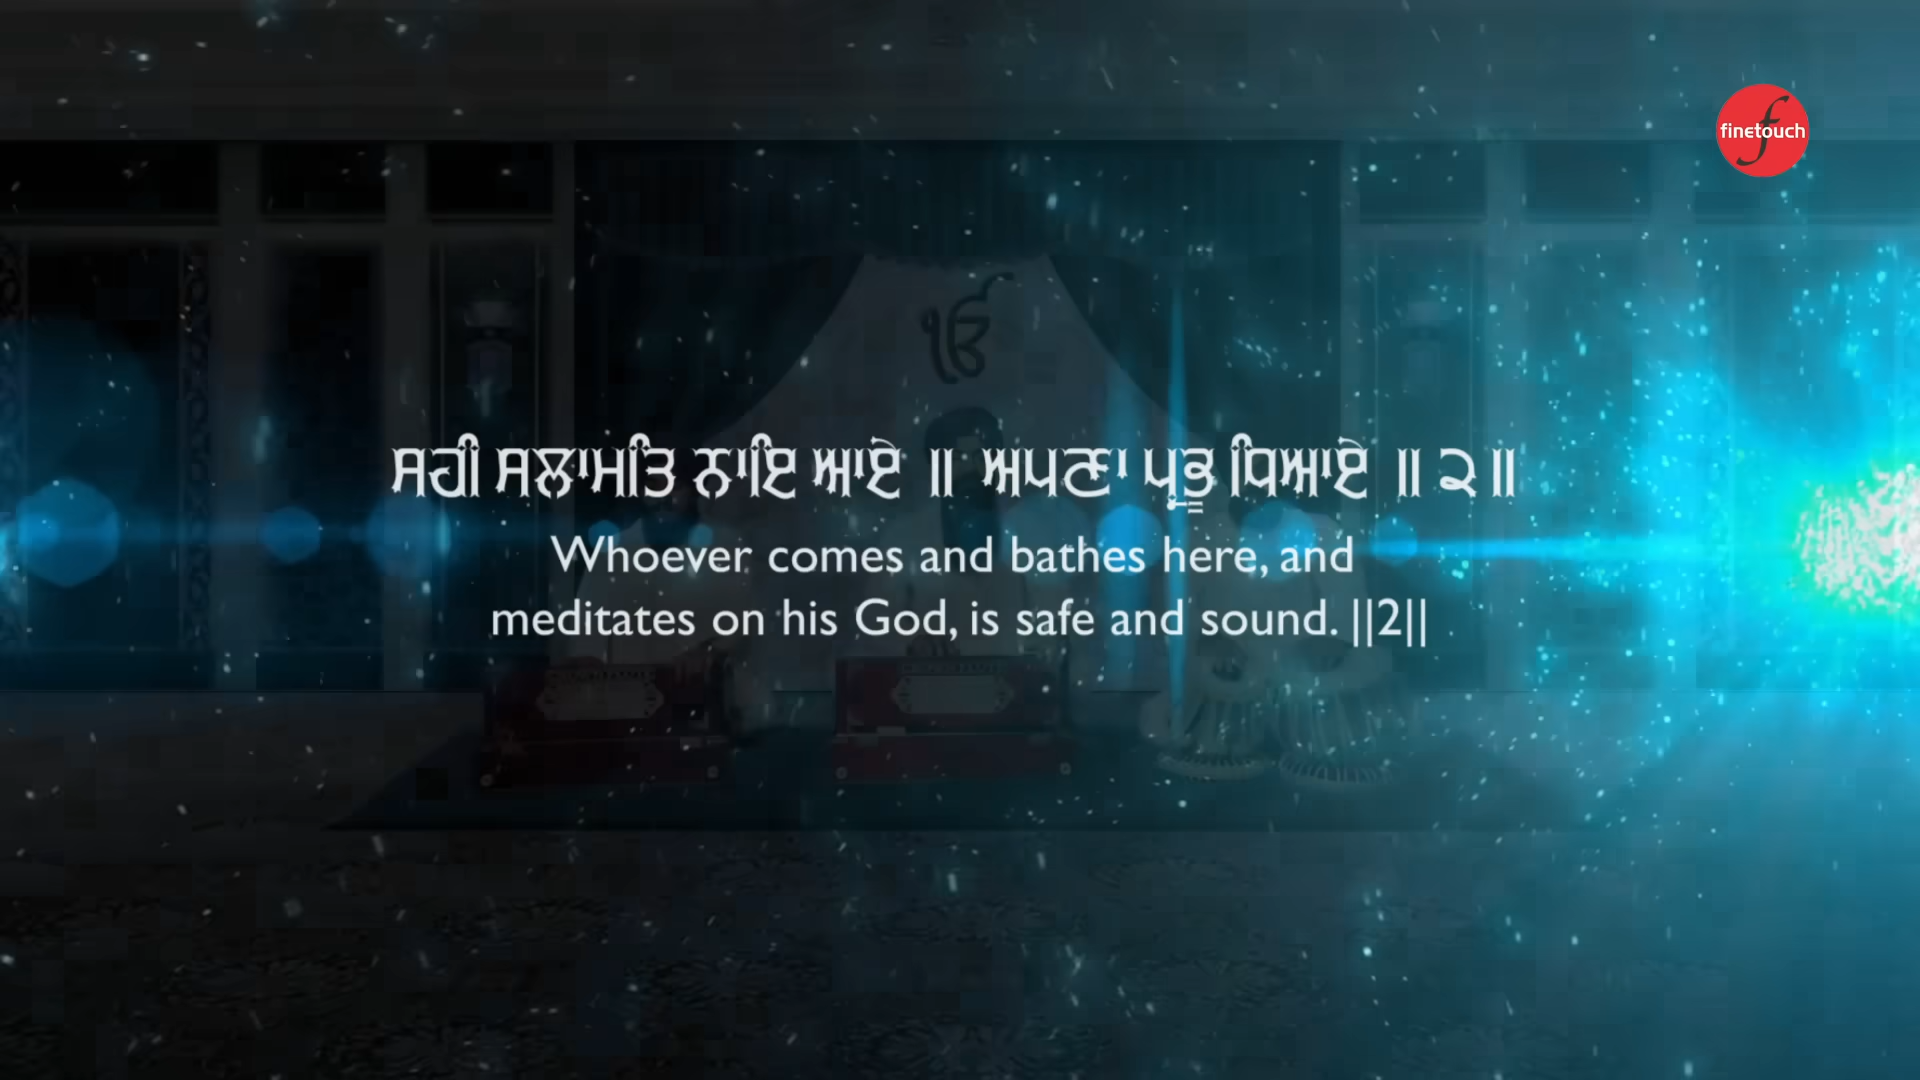 finetouch
ੴ
ਸਹੀ ਸਲਾਮਤਿ ਨਾਇ ਆਏ ॥ ਅਪਣਾ ਪ੍ਰਭੂ ਧਿਆਏ ॥ ੨ ॥
Whoever comes and bathes here, and
meditates on his God, is safe and sound. ||2||